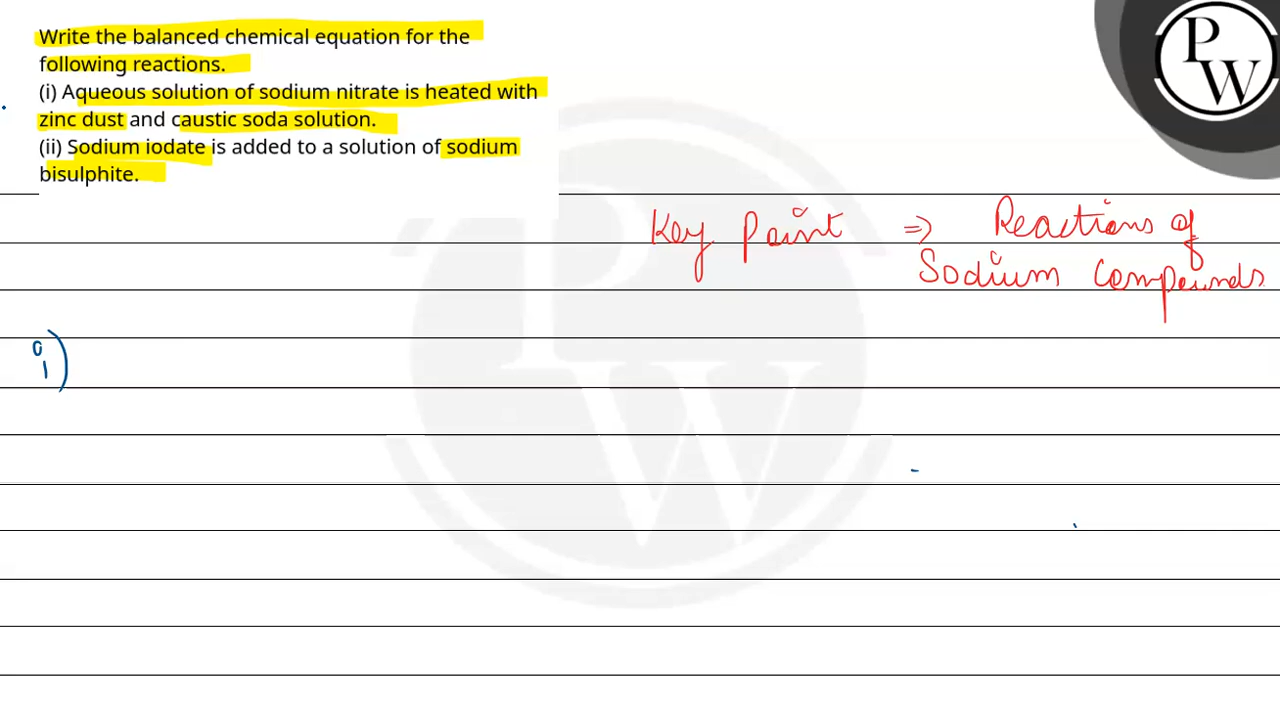 Write the balanced chemical equation for the
following reactions.
(i) Aqueous solution of sodium nitrate is heated with
zinc dust and caustic soda solution.
(ii) Sodium iodate is added to a solution of sodium
bisulphite.
P
W
Key Point ⇒ Reactions of
Sodium Compounds
i)
P
W